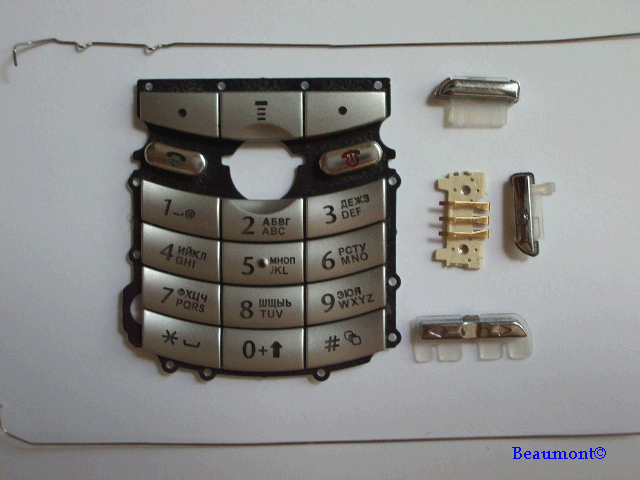 1 _ @
2 АБВГ ABC
3 ДЕЖЗ DEF
4 ИЙКЛ GHI
5 МНОП JKL
6 РСТУ MNO
7 ФХЦЧ PQRS
8 ШЩЫЬ TUV
9 ЭЮЯ WXYZ
* ⎵
0 + ⬆
#
Beaumont©